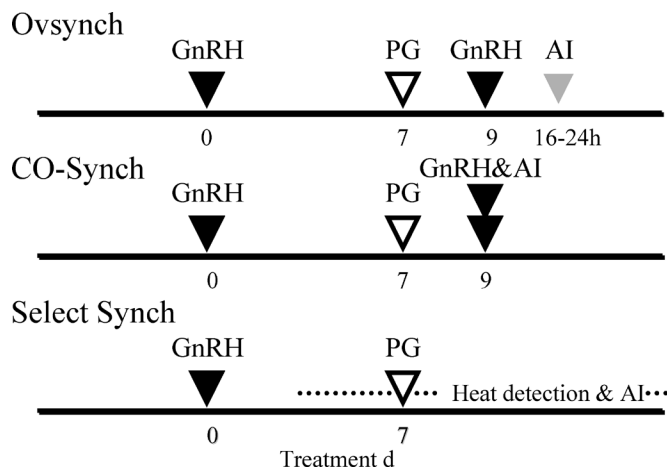 Ovsynch
GnRH PG GnRH AI
0 7 9 16-24h
CO-Synch
GnRH&AI
GnRH PG
0 7 9
Select Synch
GnRH PG
Heat detection & AI
0 7
Treatment d